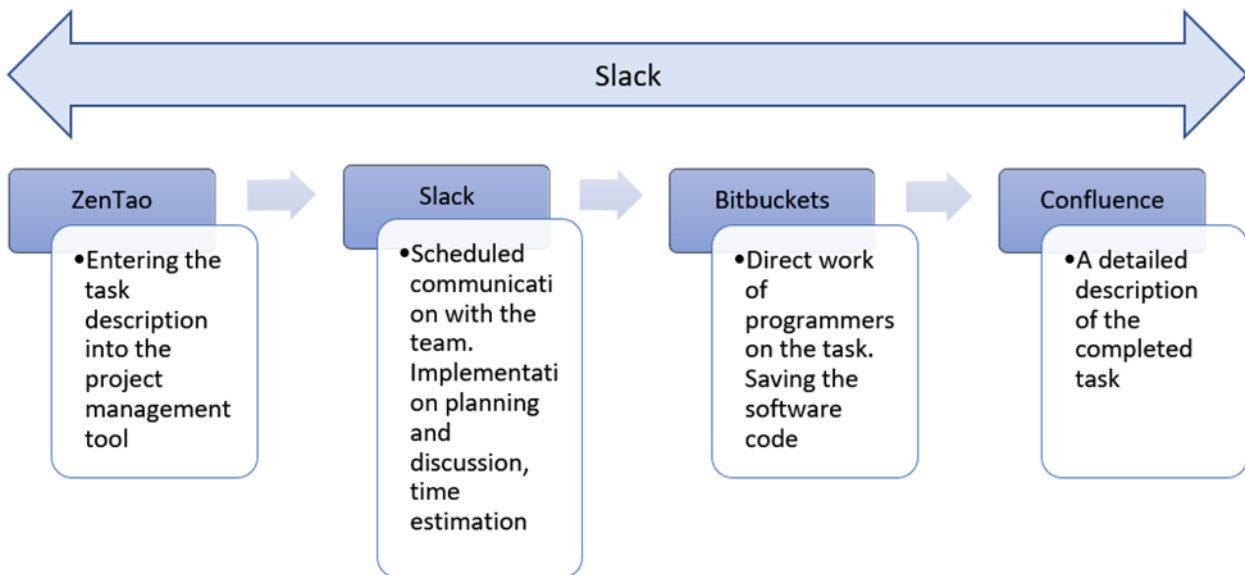 Slack
ZenTao
•Entering the
task
description
into the
project
management
tool
Slack
•Scheduled
communicati
on with the
team.
Implementati
on planning
and
discussion,
time
estimation
Bitbuckets
•Direct work
of
programmers
on the task.
Saving the
software
code
Confluence
•A detailed
description
of the
completed
task